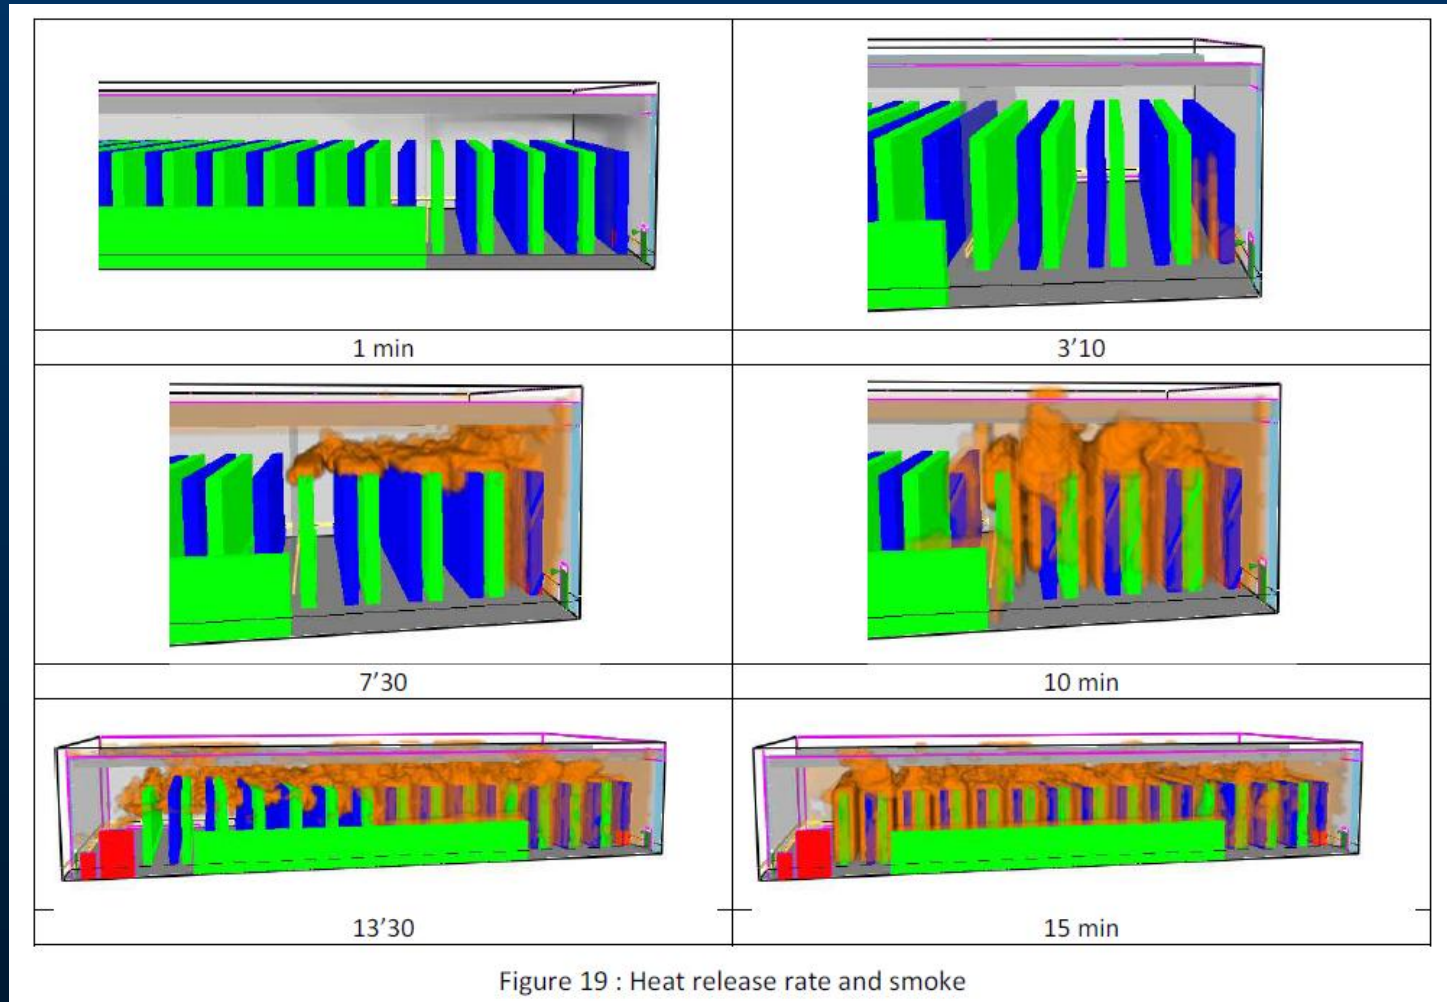 1 min
3'10
7'30
10 min
13'30
15 min
Figure 19 : Heat release rate and smoke